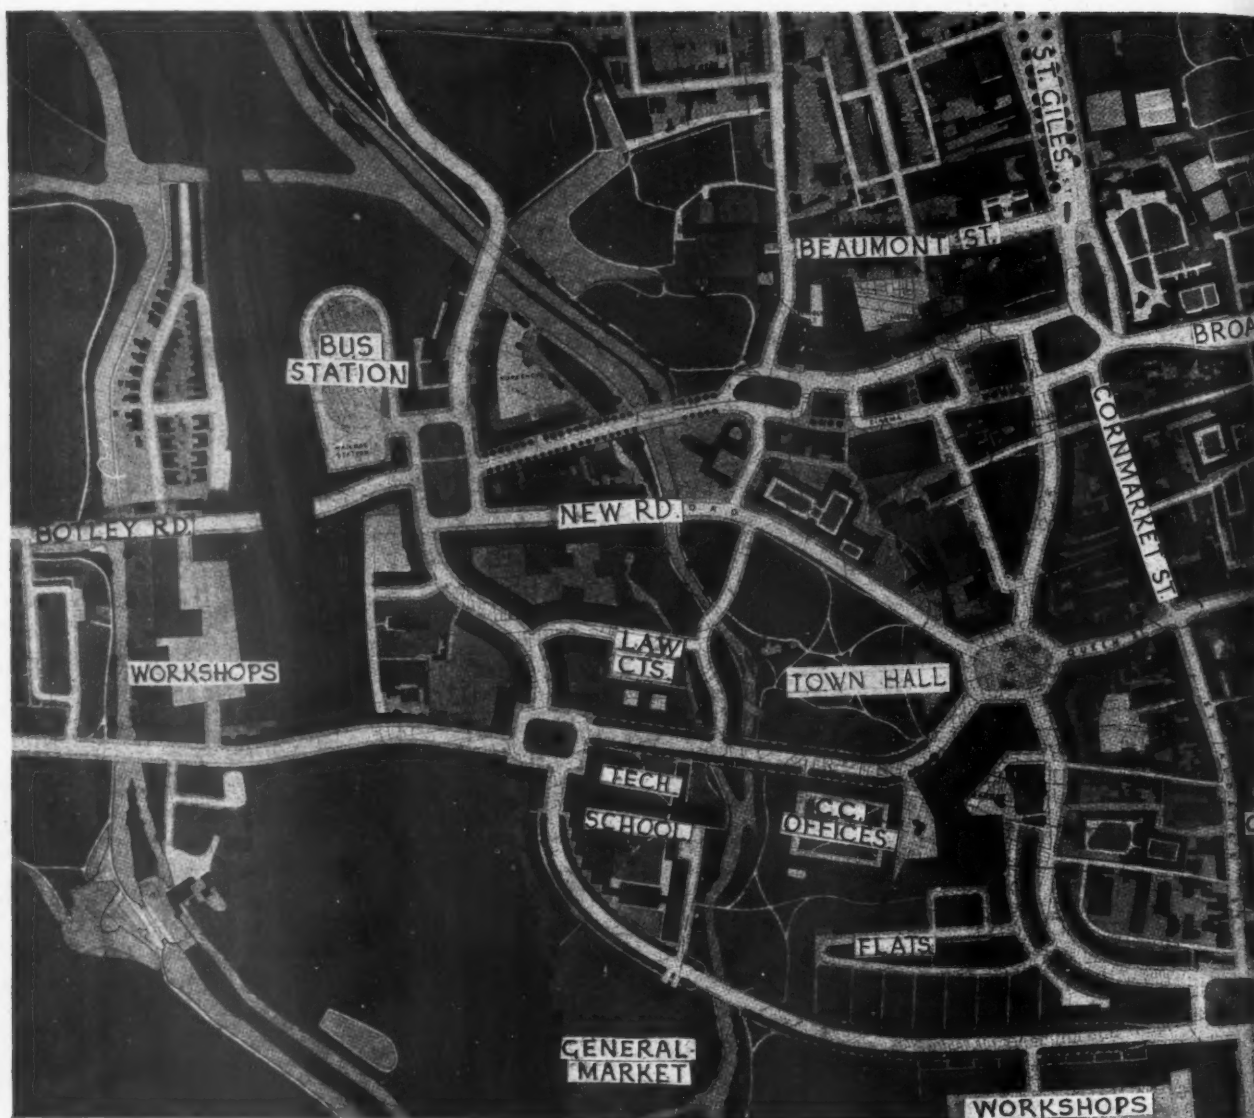 ST. GILES.
BEAUMONT ST.
BROA
BUS
STATION
CORNMARKET ST.
NEW RD.
BOTLEY RD.
LAW
CTS.
WORKSHOPS
TOWN HALL
TECH.
SCHOOL.
C.C.
OFFICES
FLATS
GENERAL
MARKET
WORKSHOPS